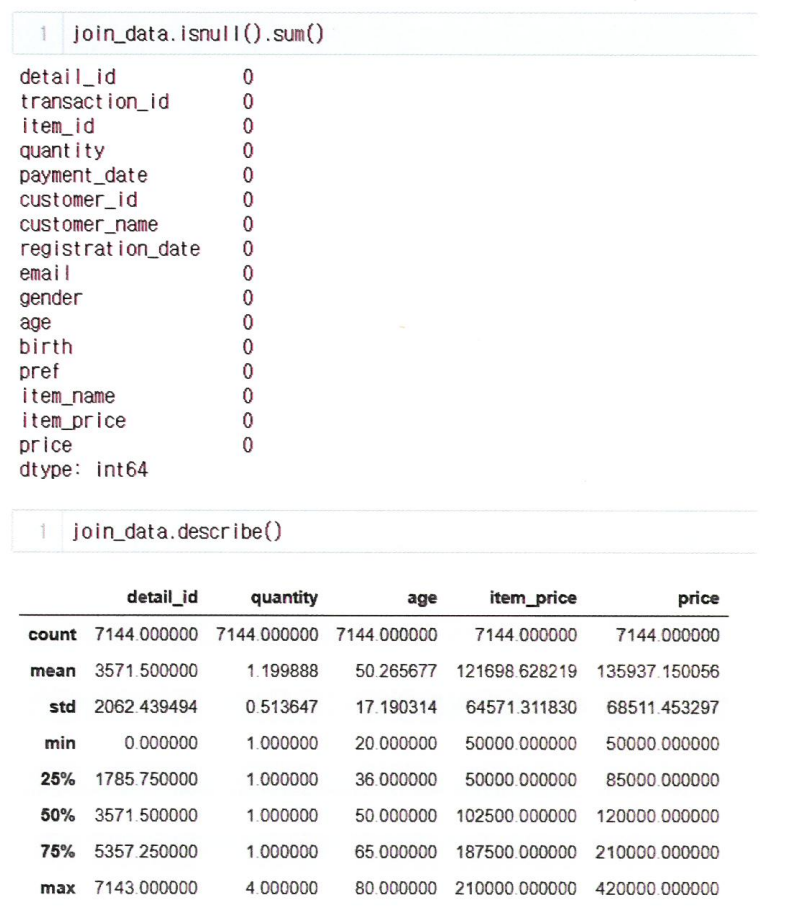 1 join_data.isnull().sum()
detail_id 0
transaction_id 0
item_id 0
quantity 0
payment_date 0
customer_id 0
customer_name 0
registration_date 0
email 0
gender 0
age 0
birth 0
pref 0
item_name 0
item_price 0
price 0
dtype: int64
1 join_data.describe()
detail_id quantity age item_price price
count 7144.000000 7144.000000 7144.000000 7144.000000 7144.000000
mean 3571.500000 1.199888 50.265677 121698.628219 135937.150056
std 2062.439494 0.513647 17.190314 64571.311830 68511.453297
min 0.000000 1.000000 20.000000 50000.000000 50000.000000
25% 1785.750000 1.000000 36.000000 50000.000000 85000.000000
50% 3571.500000 1.000000 50.000000 102500.000000 120000.000000
75% 5357.250000 1.000000 65.000000 187500.000000 210000.000000
max 7143.000000 4.000000 80.000000 210000.000000 420000.000000